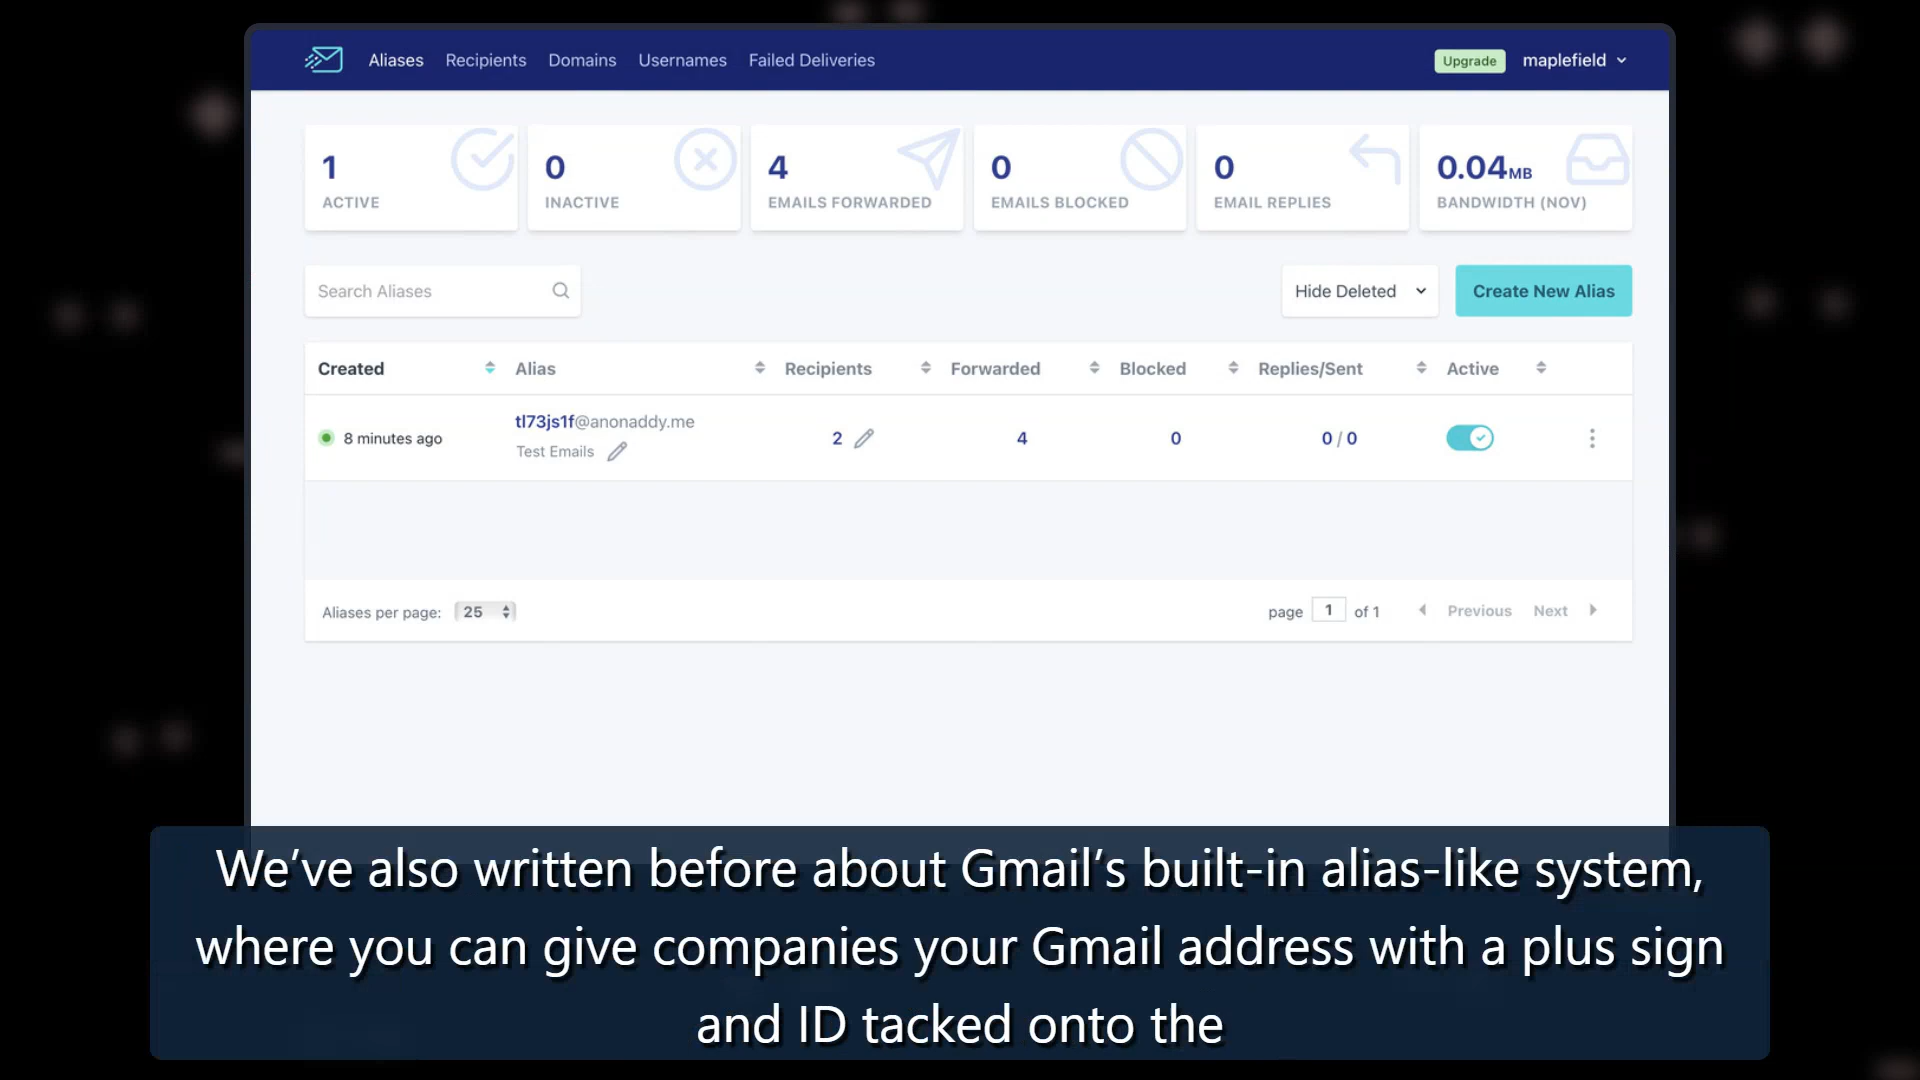 Aliases Recipients Domains Usernames Failed Deliveries Upgrade maplefield
1 0 4 0 0 0.04MB
ACTIVE INACTIVE EMAILS FORWARDED EMAILS BLOCKED EMAIL REPLIES BANDWIDTH (NOV)
Search Aliases Hide Deleted Create New Alias
Created Alias Recipients Forwarded Blocked Replies/Sent Active
tl73js1f@anonaddy.me
8 minutes ago 2 4 0 0 / 0
Test Emails
Aliases per page: 25 page 1 of 1 Previous Next
We’ve also written before about Gmail’s built-in alias-like system,
where you can give companies your Gmail address with a plus sign
and ID tacked onto the